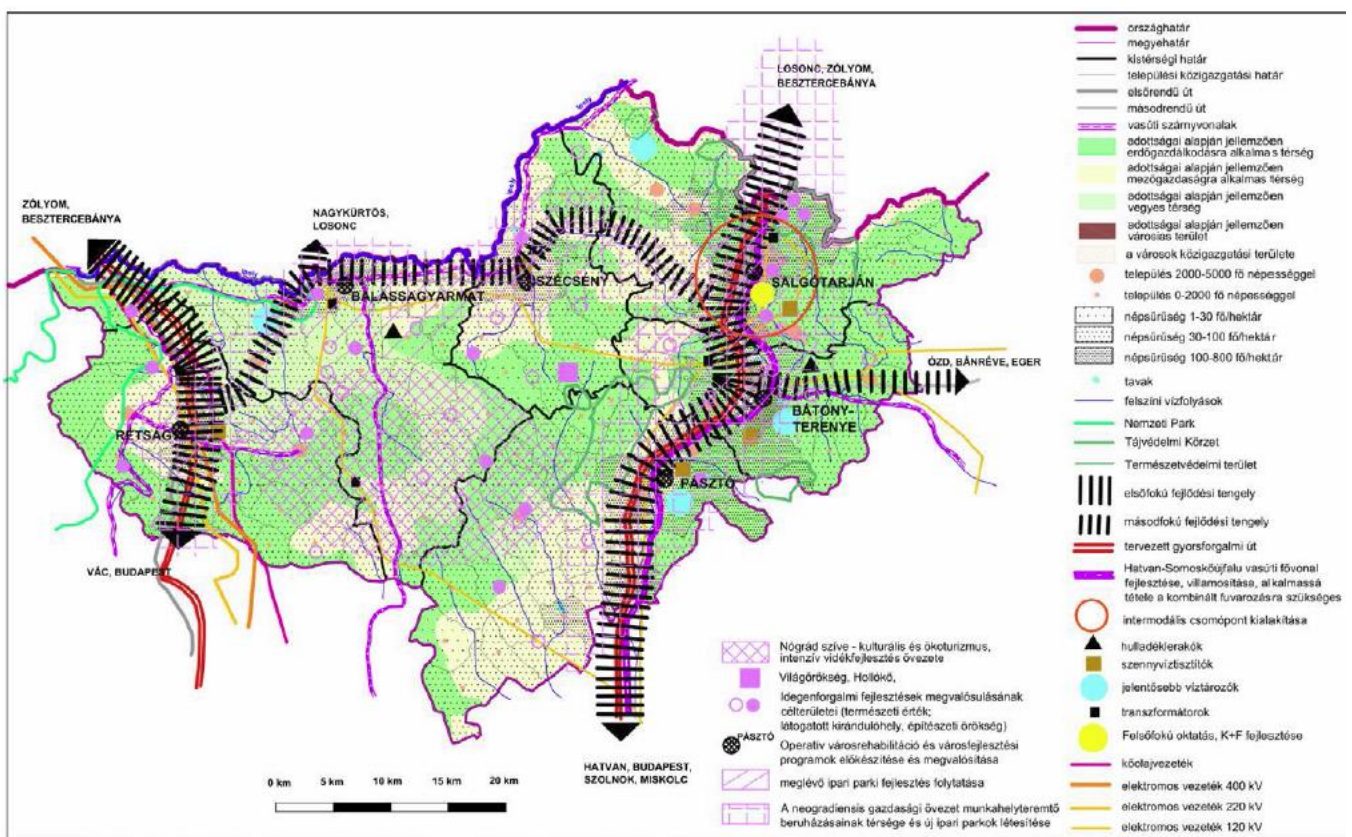 LOSONC, ZÓLYOM,
BESZTERCEBÁNYA
ZÓLYOM,
BESZTERCEBÁNYA
NAGYKÜRTÖS,
LOSONC
Ipoly
Ipoly
Ipoly
Ipoly
BALASSAGYARMAT
SZÉCSÉNY
SALGÓTARJÁN
ÓZD, BÁNRÉVE, EGER
BÁTONY-
TERENYE
RÉTSÁG
PÁSZTÓ
VÁC, BUDAPEST
HATVAN, BUDAPEST,
SZOLNOK, MISKOLC
0 km 5 km 10 km 15 km 20 km
Nógrád szíve - kulturális és ökoturizmus,
intenzív vidékfejlesztés övezete
Világörökség, Hollókő,
Idegenforgalmi fejlesztések megvalósulásának
célterületei (természeti érték;
látogatott kirándulóhely, építészeti örökség)
PÁSZTÓ
Operatív városrehabilitáció és városfejlesztési
programok előkészítése és megvalósítása
meglévő ipari parki fejlesztés folytatása
A neogradiensis gazdasági övezet munkahelyteremtő
beruházásainak térsége és új ipari parkok létesítése
országhatár
megyehatár
kistérségi határ
települési közigazgatási határ
elsőrendű út
másodrendű út
vasúti szárnyvonalak
adottságai alapján jellemzően
erdőgazdálkodásra alkalmas térség
adottságai alapján jellemzően
mezőgazdaságra alkalmas térség
adottságai alapján jellemzően
vegyes térség
adottságai alapján jellemzően
városias terület
a városok közigazgatási területe
település 2000-5000 fő népességgel
település 0-2000 fő népességgel
népsűrűség 1-30 fő/hektár
népsűrűség 30-100 fő/hektár
népsűrűség 100-800 fő/hektár
tavak
felszíni vízfolyások
Nemzeti Park
Tájvédelmi Körzet
Természetvédelmi terület
elsőfokú fejlődési tengely
másodfokú fejlődési tengely
tervezett gyorsforgalmi út
Hatvan-Somoskőújfalu vasúti fővonal
fejlesztése, villamosítása, alkalmassá
tétele a kombinált fuvarozásra szükséges
intermodális csomópont kialakítása
hulladéklerakók
szennyvíztisztítók
jelentősebb víztározók
transzformátorok
Felsőfokú oktatás, K+F fejlesztése
kőolajvezeték
elektromos vezeték 400 kV
elektromos vezeték 220 kV
elektromos vezeték 120 kV